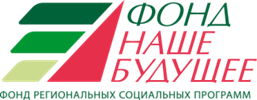 ФОНД
НАШЕ
БУДУЩЕЕ
ФОНД РЕГИОНАЛЬНЫХ СОЦИАЛЬНЫХ ПРОГРАММ